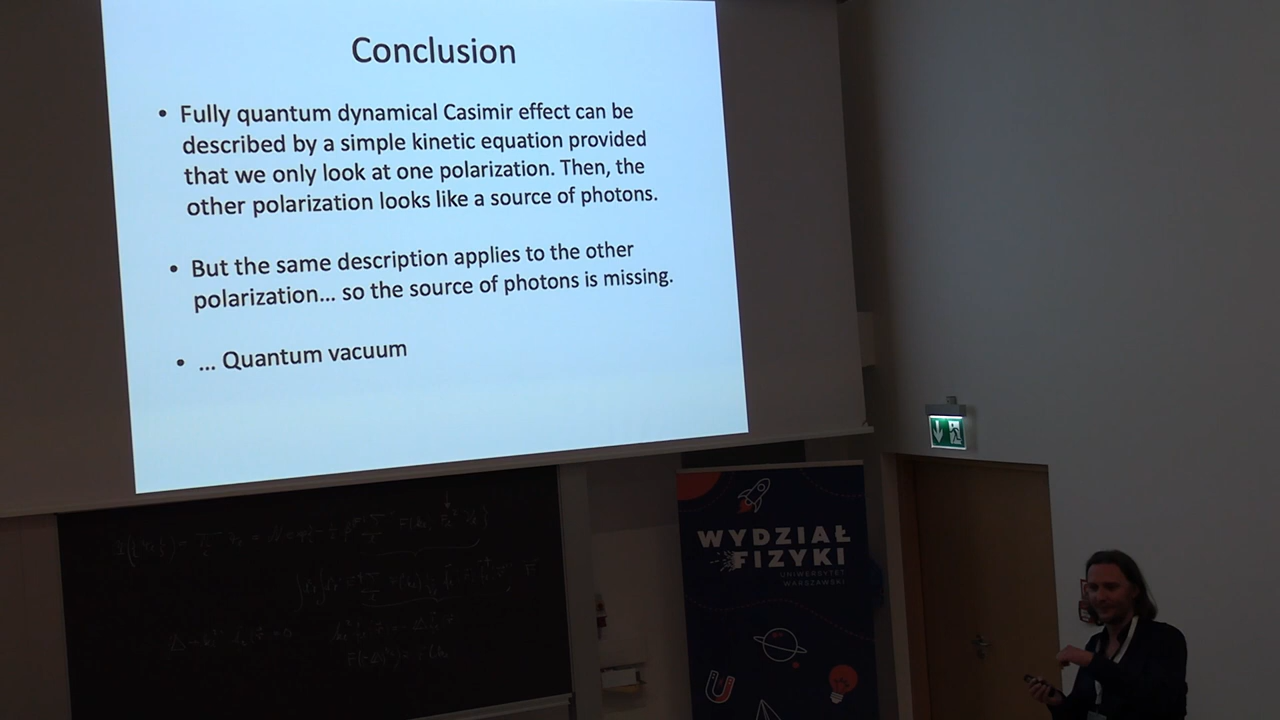 Conclusion
• Fully quantum dynamical Casimir effect can be
described by a simple kinetic equation provided
that we only look at one polarization. Then, the
other polarization looks like a source of photons.
• But the same description applies to the other
polarization... so the source of photons is missing.
• ... Quantum vacuum
WYDZIAŁ
FIZYKI
UNIWERSYTET
WARSZAWSKI